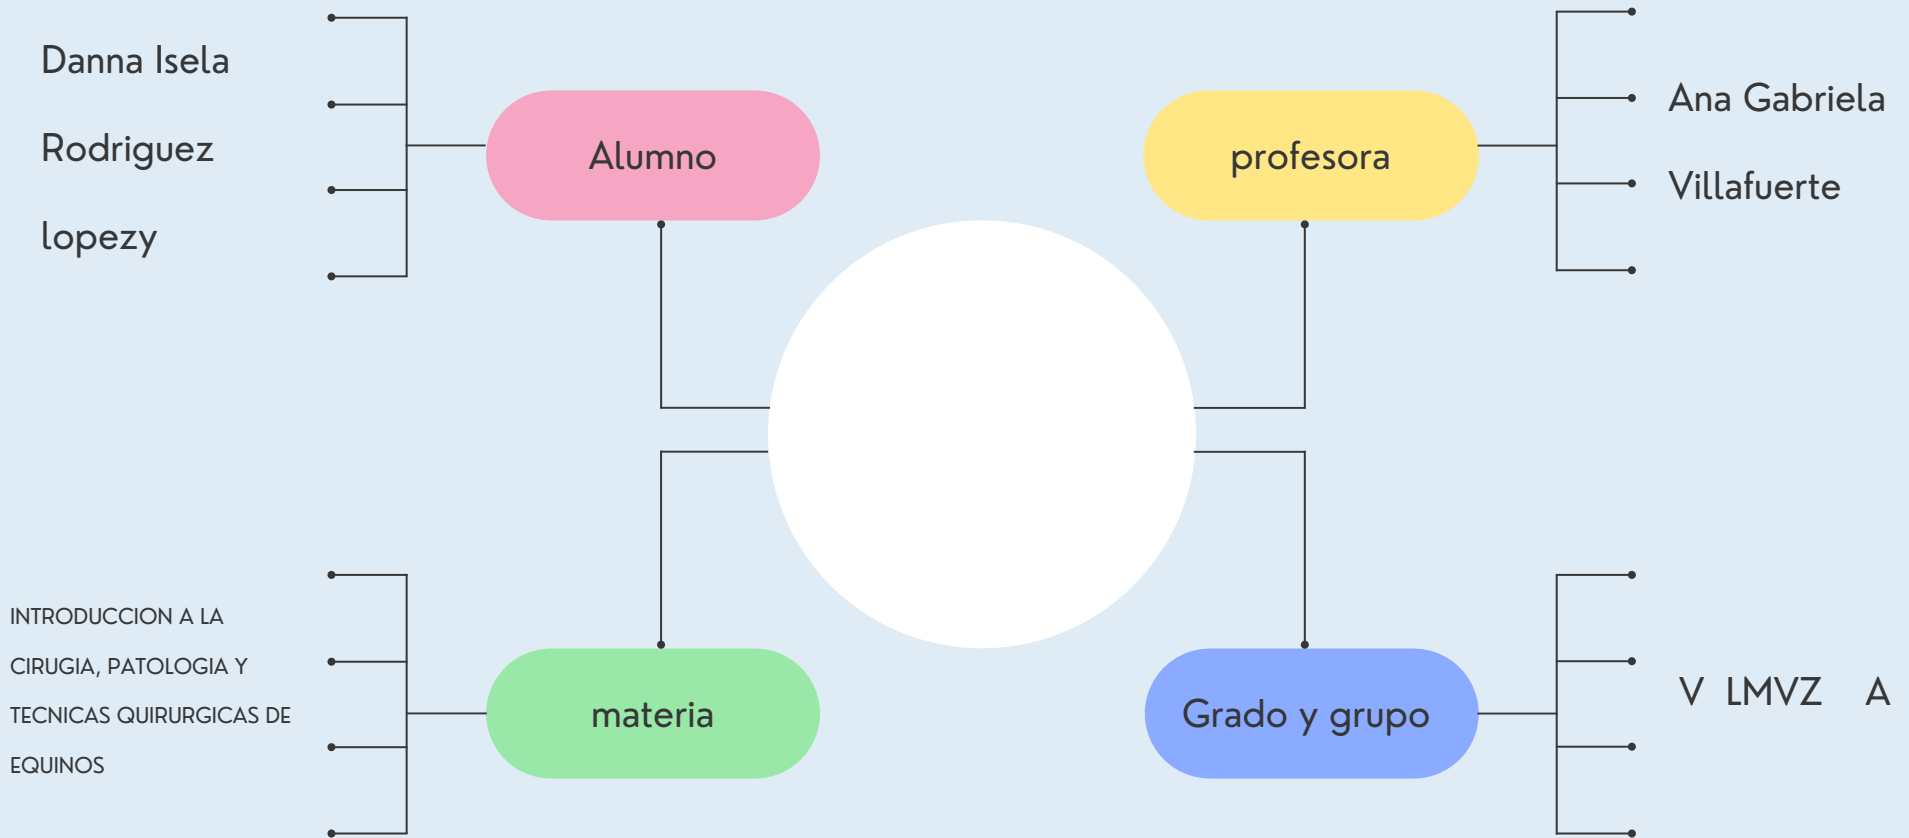 Danna Isela
Rodriguez
lopezy
Alumno
profesora
Ana Gabriela
Villafuerte
INTRODUCCION A LA
CIRUGIA, PATOLOGIA Y
TECNICAS QUIRURGICAS DE
EQUINOS
materia
Grado y grupo
V LMVZ A